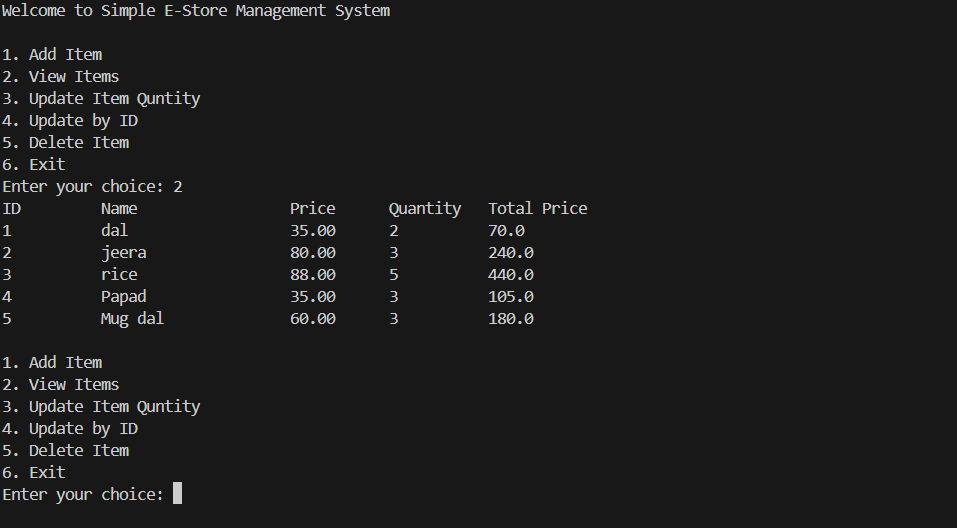 Welcome to Simple E-Store Management System
1. Add Item
2. View Items
3. Update Item Quntity
4. Update by ID
5. Delete Item
6. Exit
Enter your choice: 2
ID Name Price Quantity Total Price
1 dal 35.00 2 70.0
2 jeera 80.00 3 240.0
3 rice 88.00 5 440.0
4 Papad 35.00 3 105.0
5 Mug dal 60.00 3 180.0
1. Add Item
2. View Items
3. Update Item Quntity
4. Update by ID
5. Delete Item
6. Exit
Enter your choice: